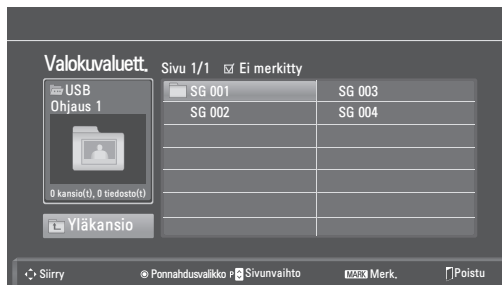 Valokuvaluett.
Sivu 1/1 ☑ Ei merkitty
USB
Ohjaus 1
0 kansio(t), 0 tiedosto(t)
Yläkansio
SG 001
SG 003
SG 002
SG 004
Siirry
Ponnahdusvalikko P Sivunvaihto
MARK Merk.
Poistu